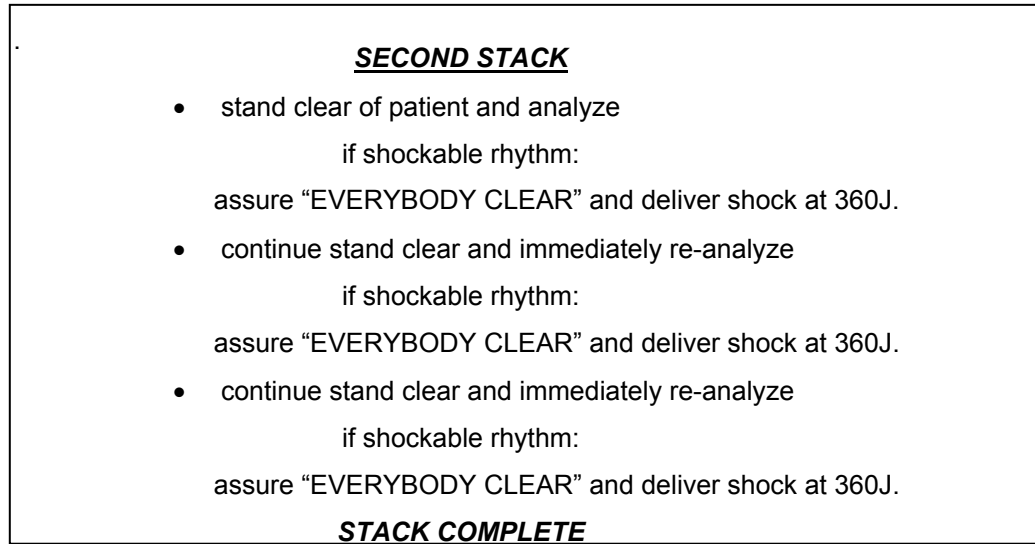 .
SECOND STACK
• stand clear of patient and analyze
if shockable rhythm:
assure “EVERYBODY CLEAR” and deliver shock at 360J.
• continue stand clear and immediately re-analyze
if shockable rhythm:
assure “EVERYBODY CLEAR” and deliver shock at 360J.
• continue stand clear and immediately re-analyze
if shockable rhythm:
assure “EVERYBODY CLEAR” and deliver shock at 360J.
STACK COMPLETE